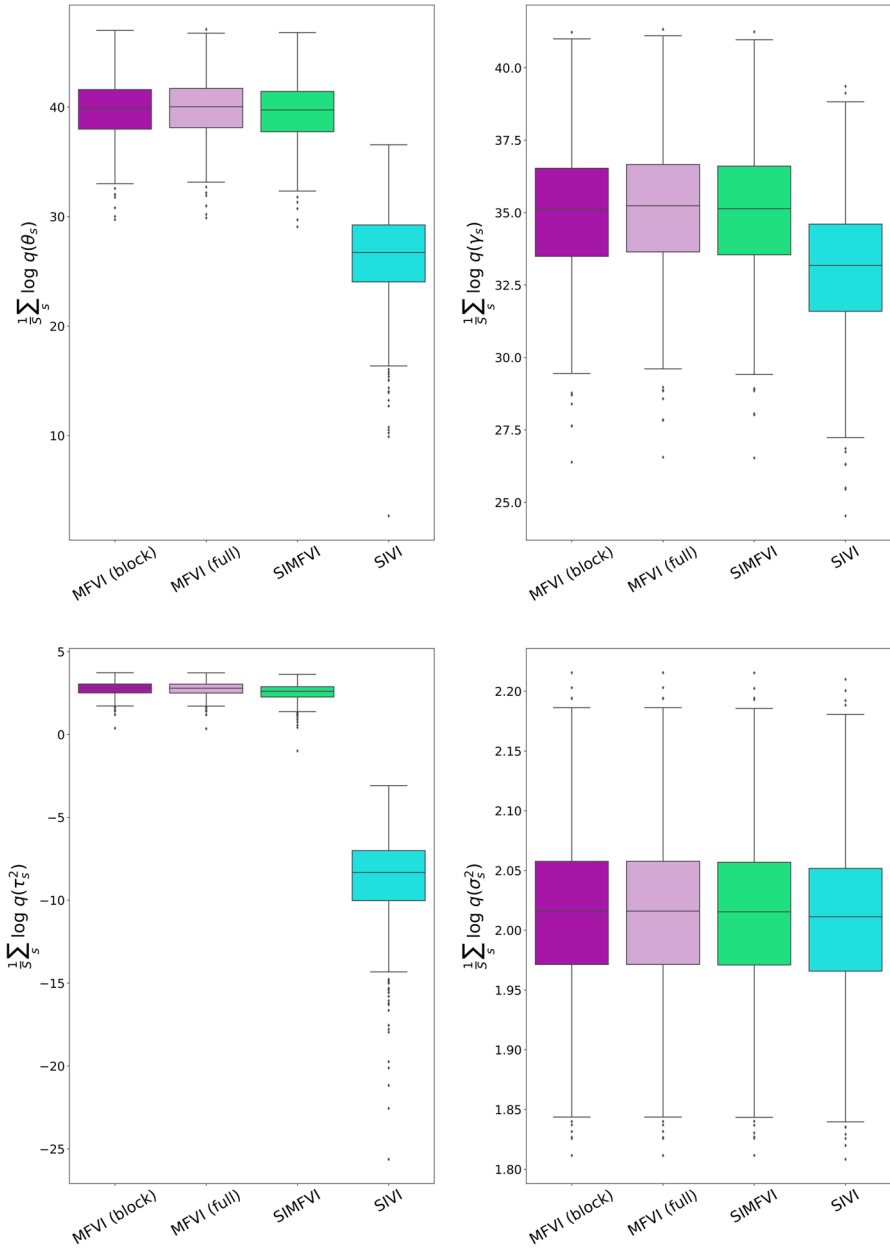 40
30
20
10
1/S ∑_s log q(θ_s)
MFVI (block)
MFVI (full)
SIMFVI
SIVI
40.0
37.5
35.0
32.5
30.0
27.5
25.0
1/S ∑_s log q(γ_s)
MFVI (block)
MFVI (full)
SIMFVI
SIVI
5
0
−5
−10
−15
−20
−25
1/S ∑_s log q(τ_s^2)
MFVI (block)
MFVI (full)
SIMFVI
SIVI
2.20
2.15
2.10
2.05
2.00
1.95
1.90
1.85
1.80
1/S ∑_s log q(σ_s^2)
MFVI (block)
MFVI (full)
SIMFVI
SIVI